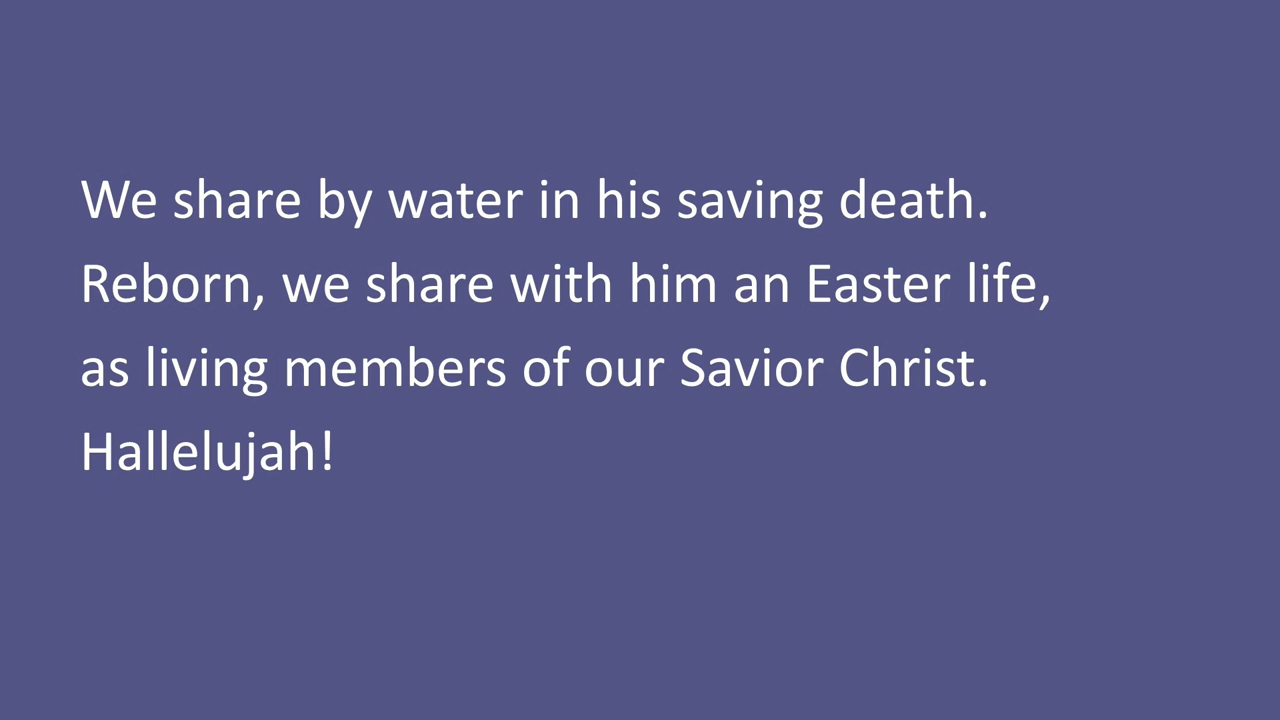 We share by water in his saving death.
Reborn, we share with him an Easter life,
as living members of our Savior Christ.
Hallelujah!